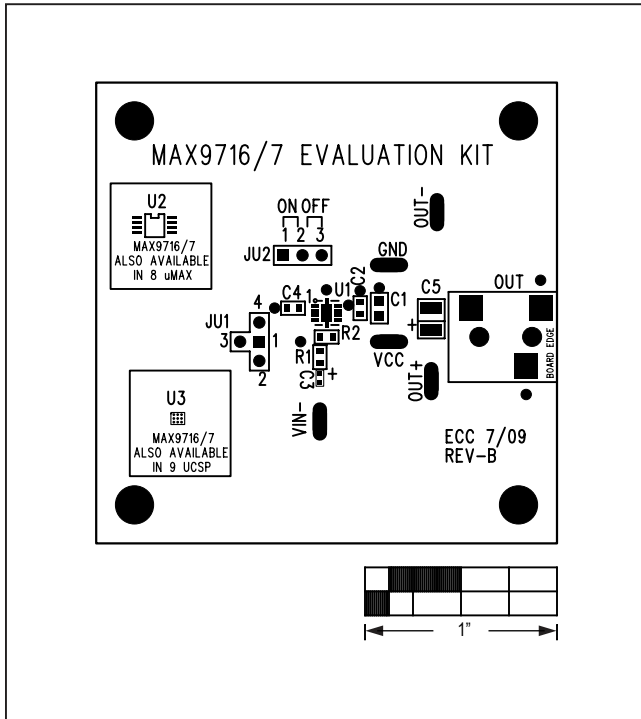 MAX9716/7 EVALUATION KIT
U2
MAX9716/7
ALSO AVAILABLE
IN 8 uMAX
ON OFF
1 2 3
JU2
OUT-
GND
C4
1
U1
C2
C1
C5
+
OUT
BOARD EDGE
4
JU1
3
1
2
R2
R1
C3
+
VCC
OUT+
VIN-
U3
MAX9716/7
ALSO AVAILABLE
IN 9 UCSP
ECC 7/09
REV-B
1”